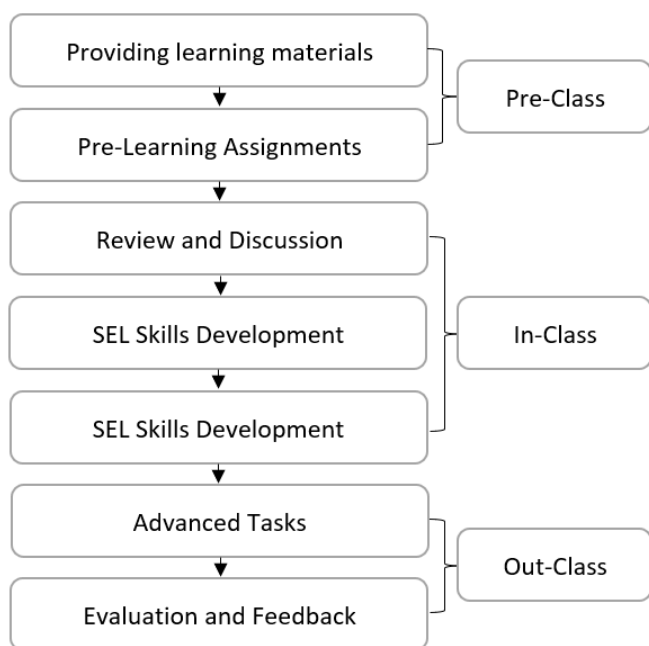 Providing learning materials
Pre-Learning Assignments
Pre-Class
Review and Discussion
SEL Skills Development
SEL Skills Development
In-Class
Advanced Tasks
Evaluation and Feedback
Out-Class